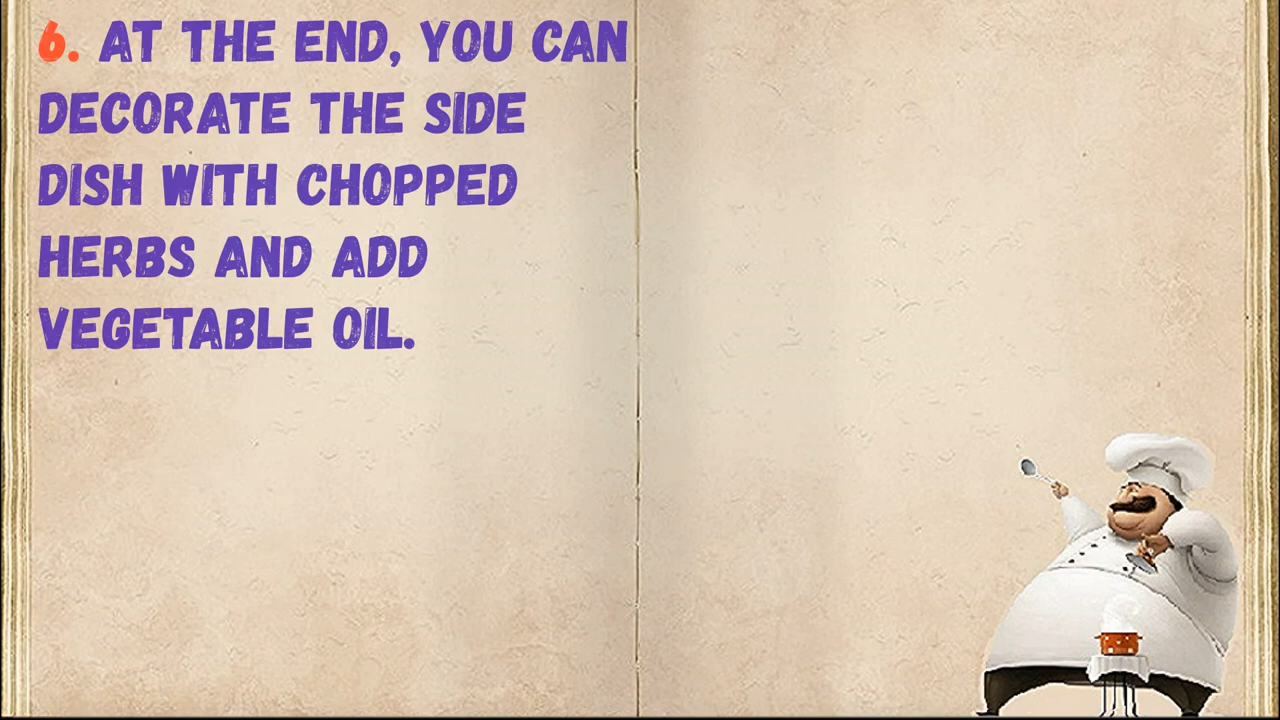 6. AT THE END, YOU CAN
DECORATE THE SIDE
DISH WITH CHOPPED
HERBS AND ADD
VEGETABLE OIL.